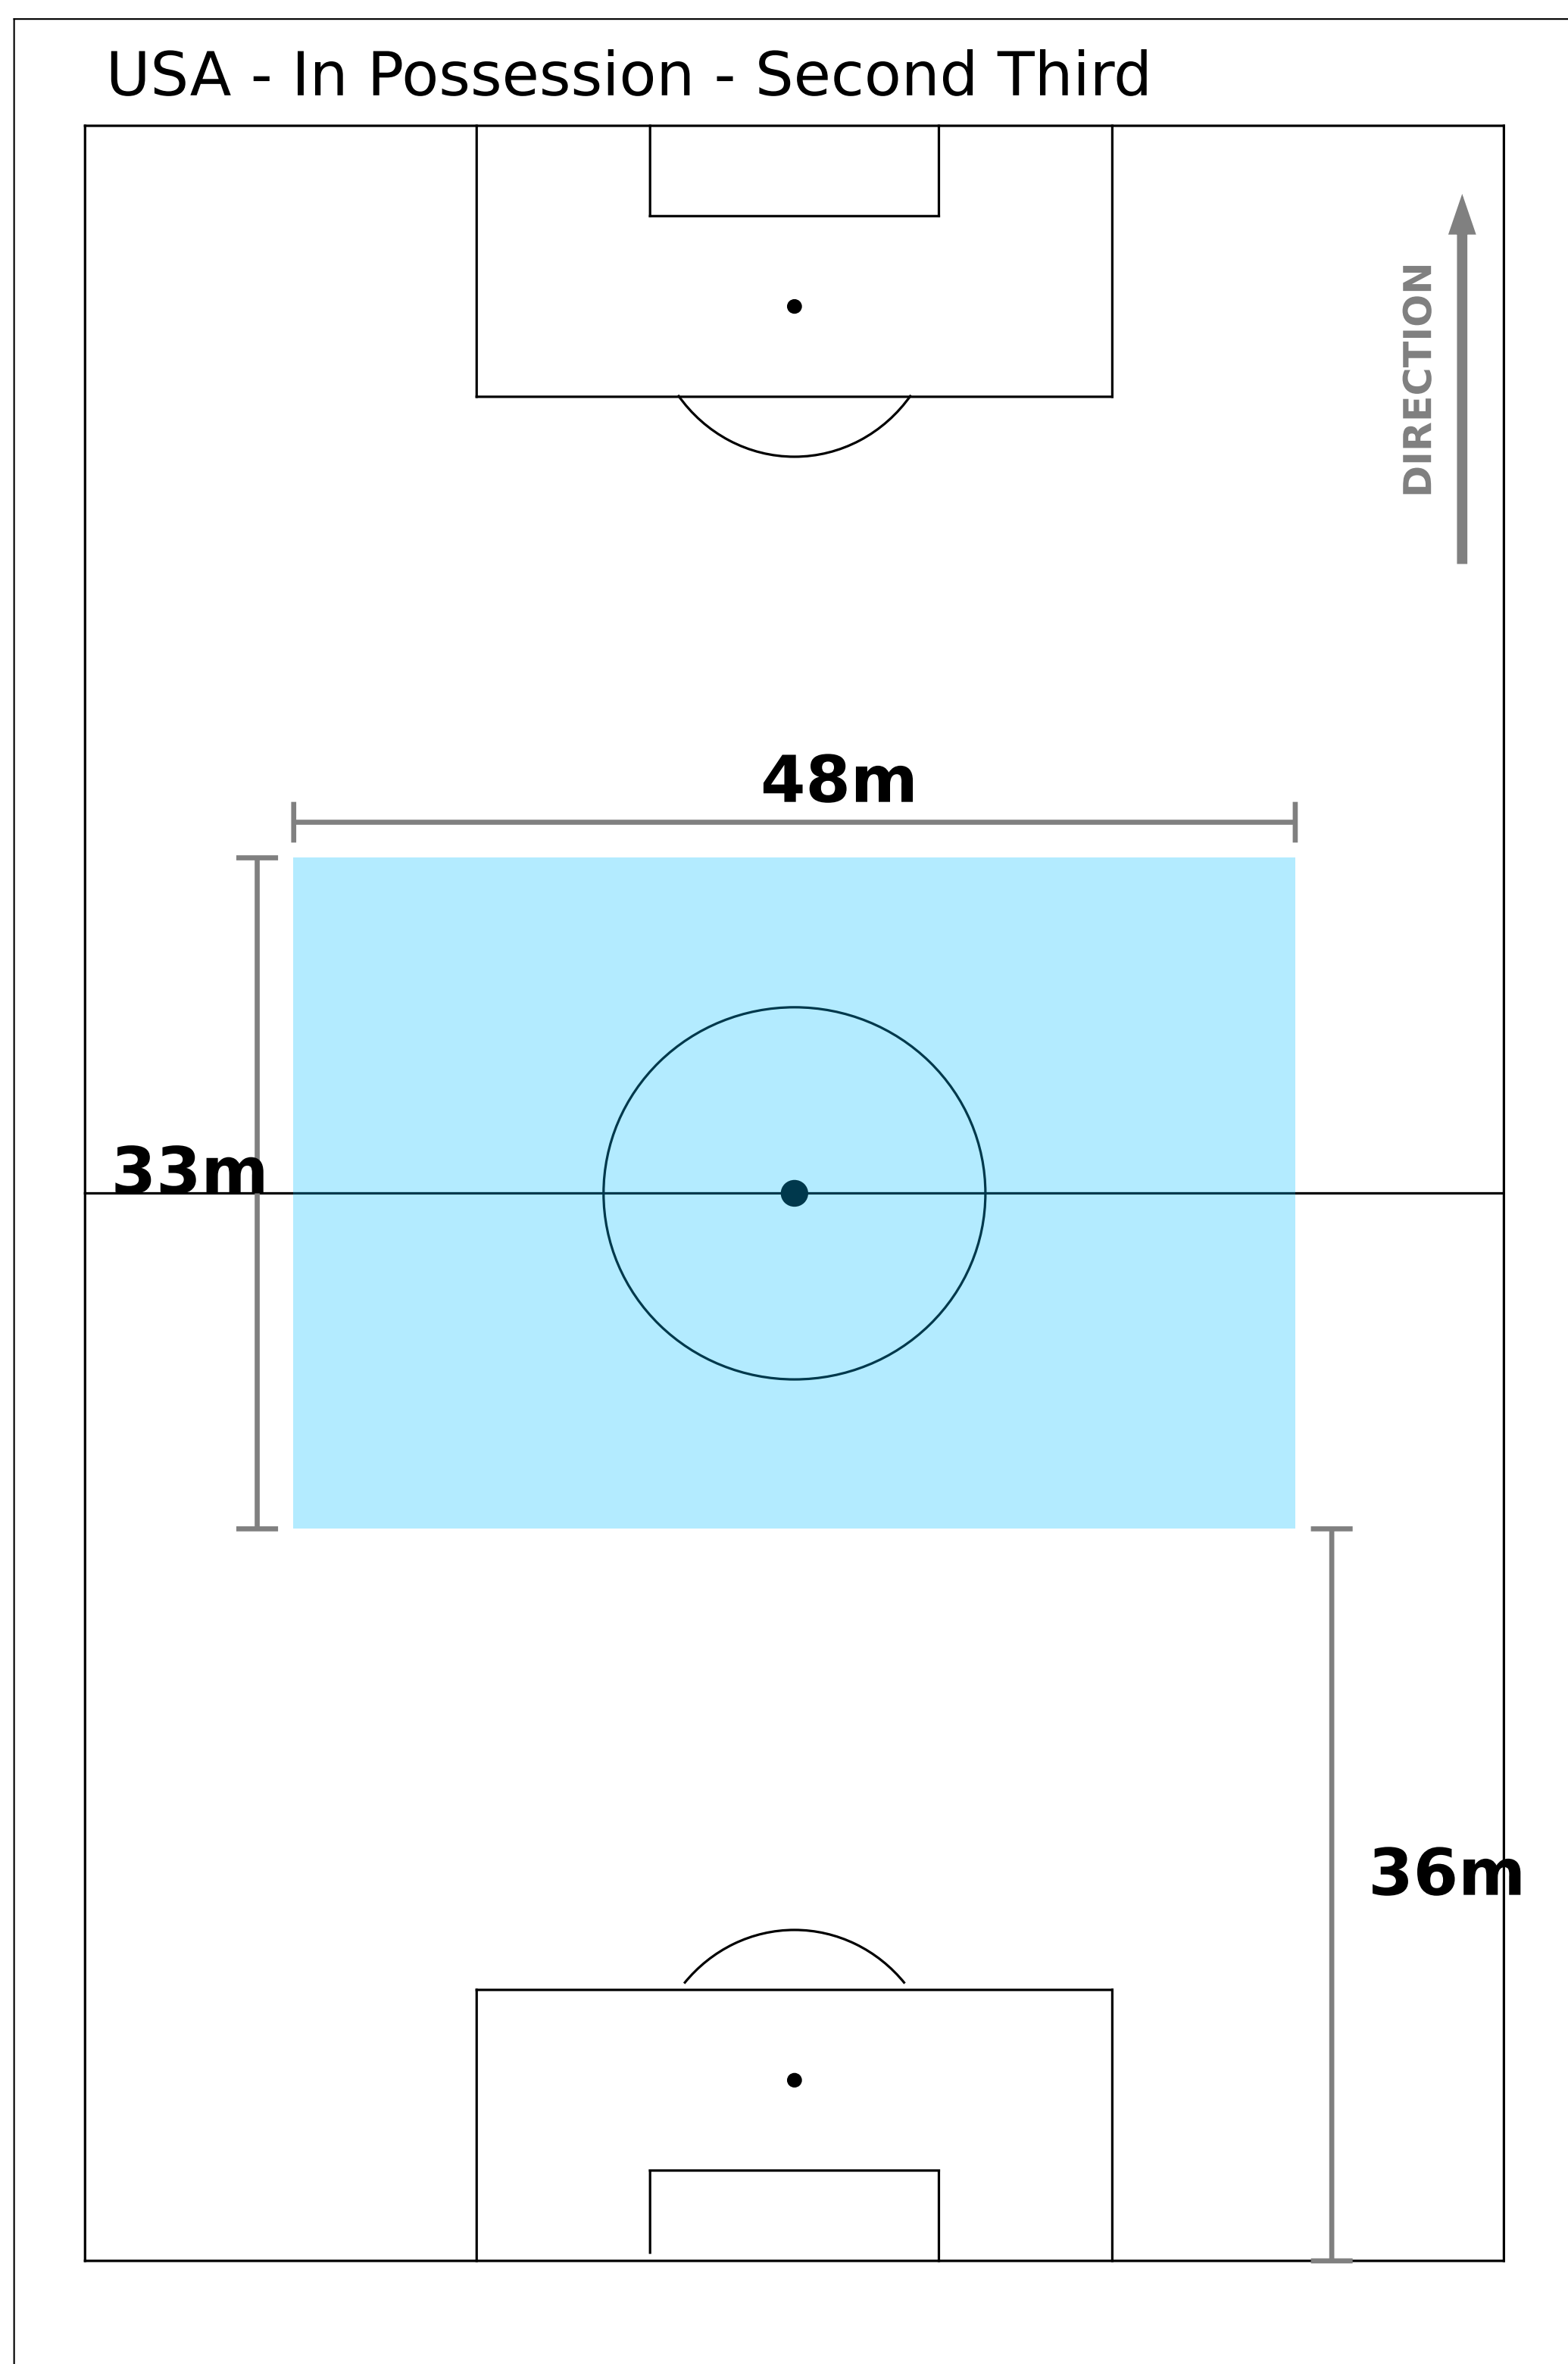 USA - In Possession - Second Third
DIRECTION
48m
33m
36m